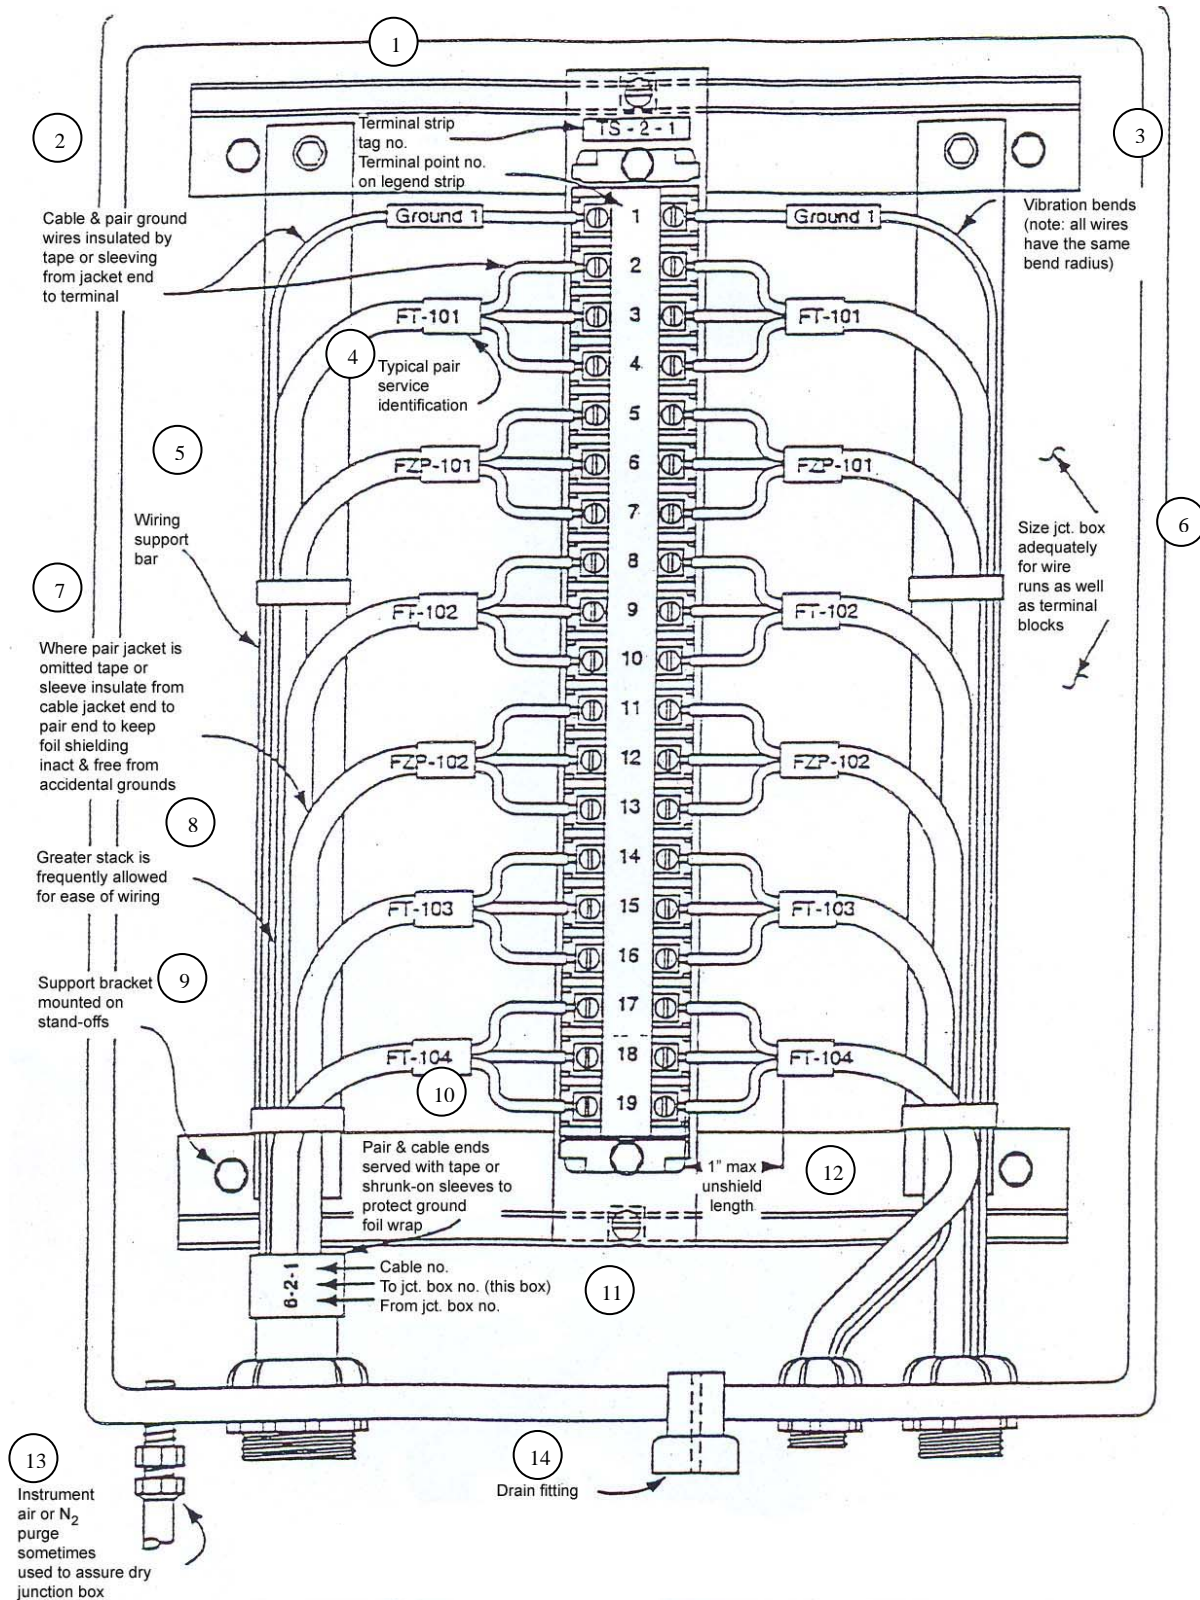 1
2
3
Terminal strip
tag no.
TS - 2 - 1
Terminal point no.
on legend strip
Cable & pair ground
wires insulated by
tape or sleeving
from jacket end
to terminal
Vibration bends
(note: all wires
have the same
bend radius)
Ground 1
1
Ground 1
2
FT-101
3
FT-101
4
4
Typical pair
service
identification
5
5
FZP-101
6
FZP-101
7
Wiring
support
bar
Size jct. box
adequately
for wire
runs as well
as terminal
blocks
6
7
8
FT-102
9
FT-102
10
Where pair jacket is
omitted tape or
sleeve insulate from
cable jacket end to
pair end to keep
foil shielding
inact & free from
accidental grounds
11
FZP-102
12
FZP-102
13
8
Greater stack is
frequently allowed
for ease of wiring
14
FT-103
15
FT-103
16
9
Support bracket
mounted on
stand-offs
17
FT-104
18
FT-104
19
10
Pair & cable ends
served with tape or
shrunk-on sleeves to
protect ground
foil wrap
1" max
unshield
length
12
6-2-1
Cable no.
To jct. box no. (this box)
From jct. box no.
11
13
Instrument
air or N2
purge
sometimes
used to assure dry
junction box
14
Drain fitting